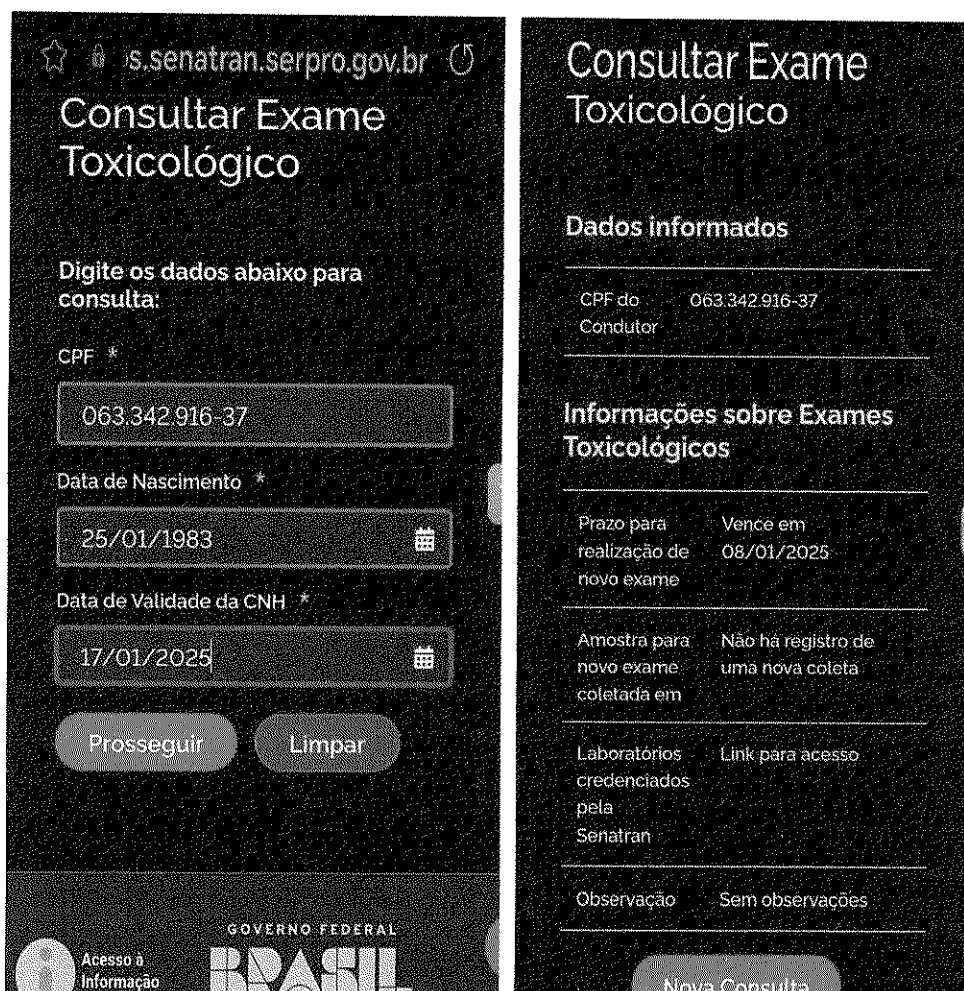 s.senatran.serpro.gov.br
Consultar Exame
Toxicológico
Digite os dados abaixo para
consulta:
CPF *
063.342.916-37
Data de Nascimento *
25/01/1983
Data de Validade da CNH *
17/01/2025
Prosseguir Limpar
Acesso à
Informação
GOVERNO FEDERAL
BRASIL
Consultar Exame
Toxicológico
Dados informados
CPF do 063.342.916-37
Condutor
Informações sobre Exames
Toxicológicos
Prazo para Vence em
realização de 08/01/2025
novo exame
Amostra para Não há registro de
novo exame uma nova coleta
coletada em
Laboratórios Link para acesso
credenciados
pela
Senatran
Observação Sem observações
Nova Consulta